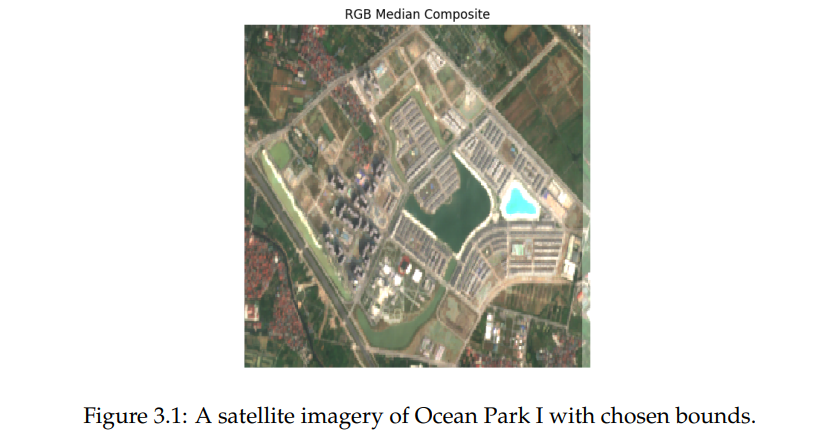 RGB Median Composite
Figure 3.1: A satellite imagery of Ocean Park I with chosen bounds.